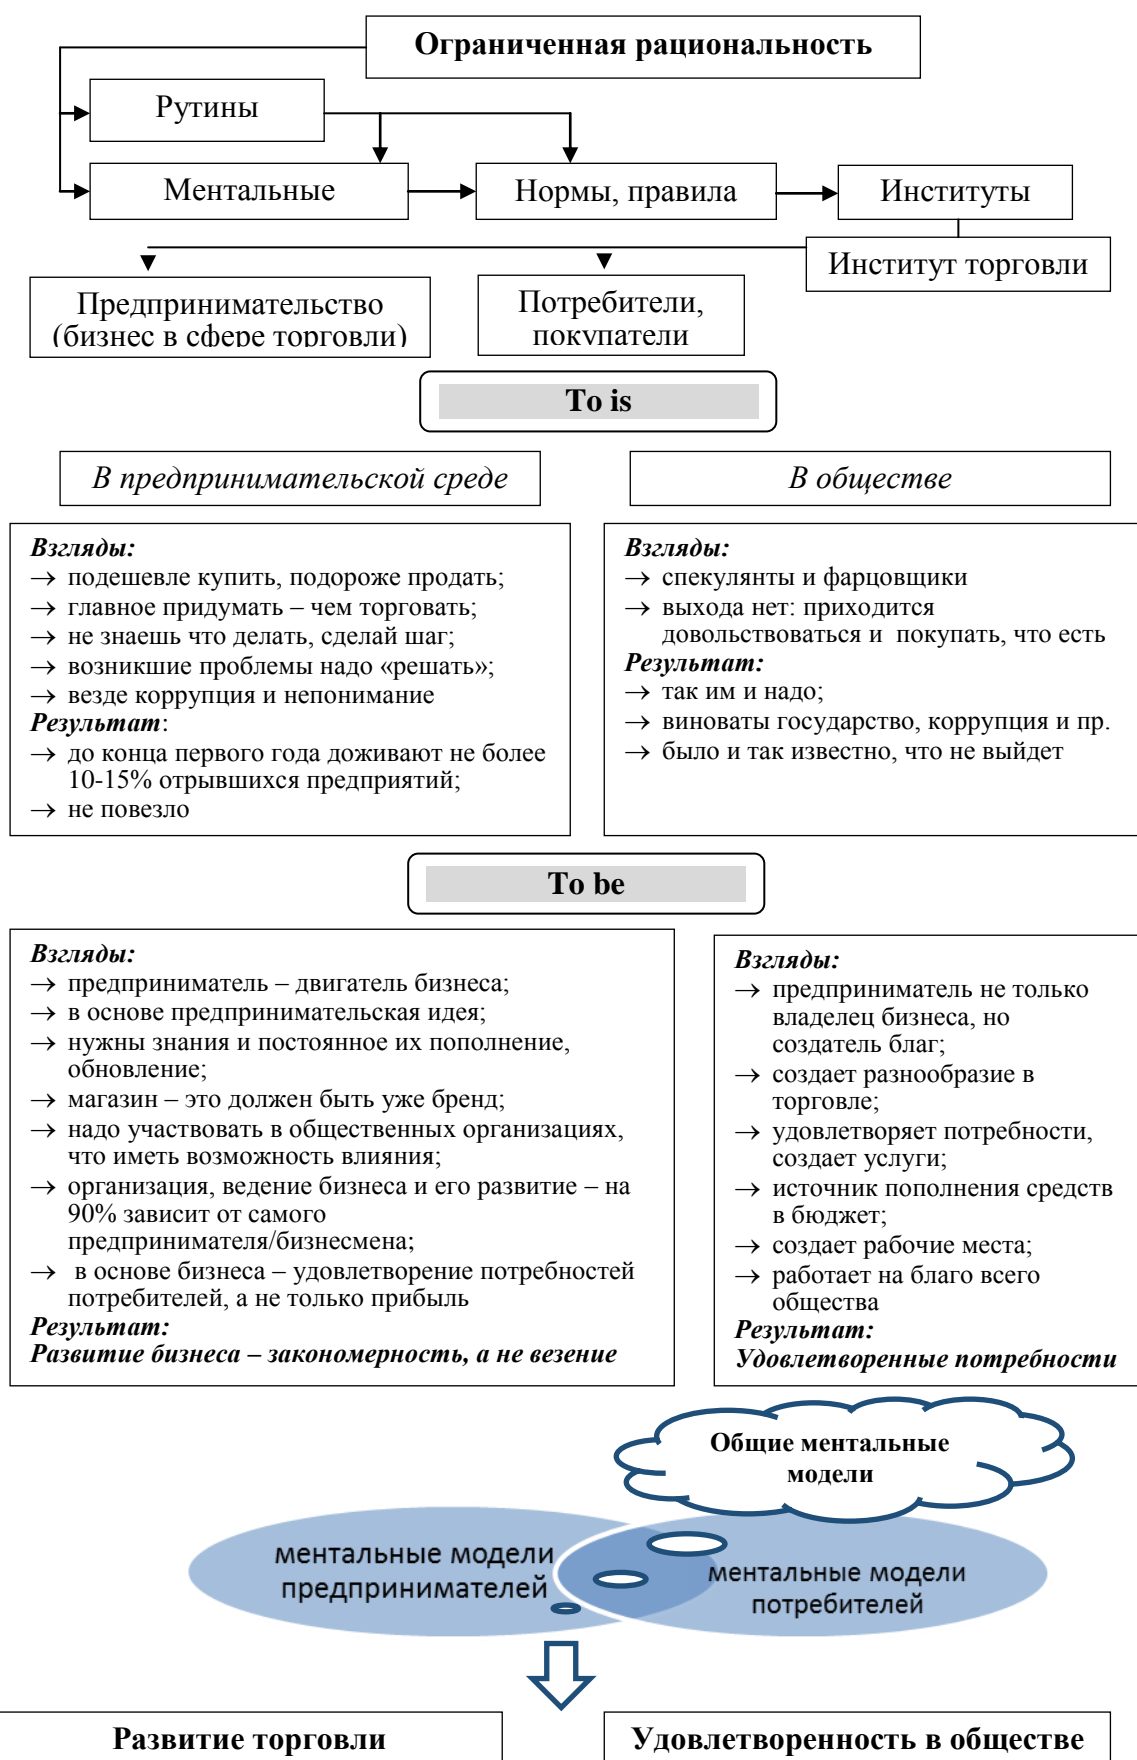 Ограниченная рациональность
Рутины
Ментальные
Нормы, правила
Институты
Институт торговли
Предпринимательство
(бизнес в сфере торговли)
Потребители,
покупатели
To is
В предпринимательской среде
В обществе
Взгляды:
→ подешевле купить, подороже продать;
→ главное придумать – чем торговать;
→ не знаешь что делать, сделай шаг;
→ возникшие проблемы надо «решать»;
→ везде коррупция и непонимание
Результат:
→ до конца первого года доживают не более
10-15% отрывшихся предприятий;
→ не повезло
Взгляды:
→ спекулянты и фарцовщики
→ выхода нет: приходится
довольствоваться и покупать, что есть
Результат:
→ так им и надо;
→ виноваты государство, коррупция и пр.
→ было и так известно, что не выйдет
To be
Взгляды:
→ предприниматель – двигатель бизнеса;
→ в основе предпринимательская идея;
→ нужны знания и постоянное их пополнение,
обновление;
→ магазин – это должен быть уже бренд;
→ надо участвовать в общественных организациях,
что иметь возможность влияния;
→ организация, ведение бизнеса и его развитие – на
90% зависит от самого
предпринимателя/бизнесмена;
→ в основе бизнеса – удовлетворение потребностей
потребителей, а не только прибыль
Результат:
Развитие бизнеса – закономерность, а не везение
Взгляды:
→ предприниматель не только
владелец бизнеса, но
создатель благ;
→ создает разнообразие в
торговле;
→ удовлетворяет потребности,
создает услуги;
→ источник пополнения средств
в бюджет;
→ создает рабочие места;
→ работает на благо всего
общества
Результат:
Удовлетворенные потребности
Общие ментальные
модели
ментальные модели
предпринимателей
ментальные модели
потребителей
Развитие торговли
Удовлетворенность в обществе